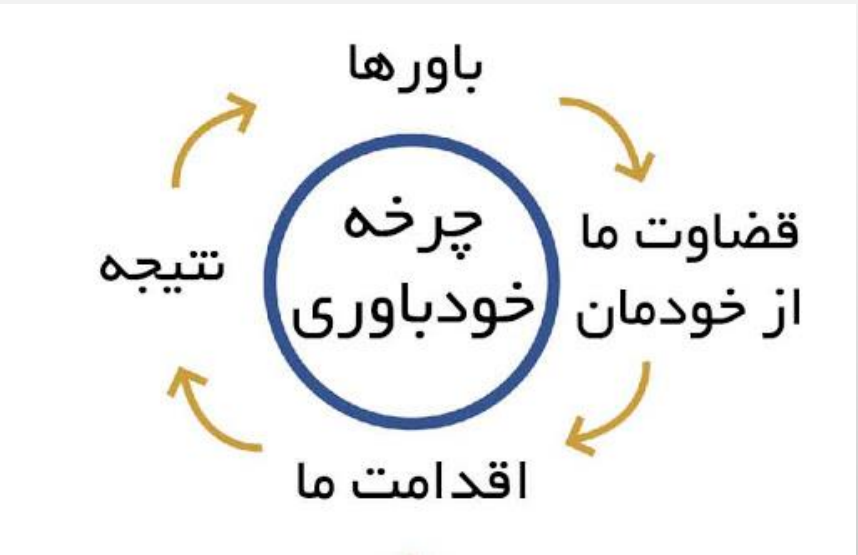 باورها
چرخه
خودباوری
قضاوت ما
از خودمان
اقدامت ما
نتیجه